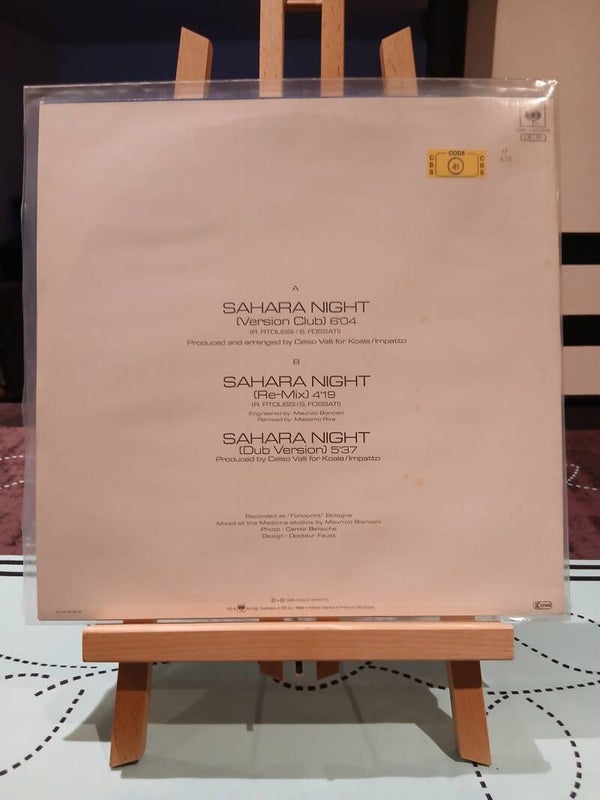 GEMA
CODE
CBS
41
CBS
A
SAHARA NIGHT
(Version Club) 6'04
(R. FITOUSSI / S. FOSSATI)
Produced and arranged by Celso Valli for Koala / Impatto
B
SAHARA NIGHT
(Re-Mix) 4'19
(R. FITOUSSI / S. FOSSATI)
Engineered by: Maurizio Biancani
Remixed by: Massimo Riva
SAHARA NIGHT
(Dub Version) 5'37
Produced by Celso Valli for Koala / Impatto
Recorded at "Fonoprint" Bologna
Mixed at the Medicina studios by Maurizio Biancani
Photo : Carole Bellaiche
Design : Docteur Faust